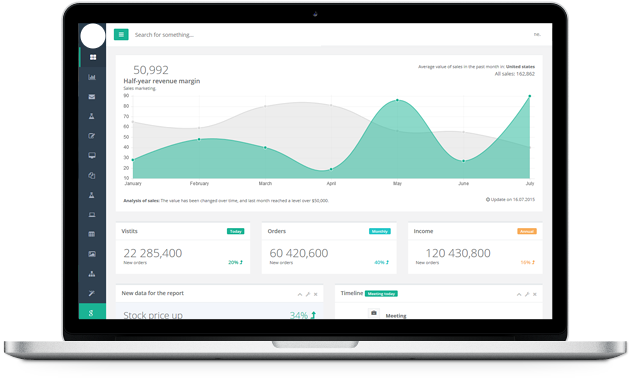 Search for something...
50,992
Half-year revenue margin
Sales marketing
Average value of sales in the past month in: United states
All sales: 162,862
90
80
70
60
50
40
30
20
10
January February March April May June July
Analysis of sales: The value has been changed over time, and last month reached a level over $50,000.
Update on 16.07.2015
Vistits Today
22 285,400
New orders 20%
Orders Monthly
60 420,600
New orders 40%
Income Annual
120 430,800
New orders 16%
New data for the report
Stock price up 34%
Timeline Meeting today
Meeting